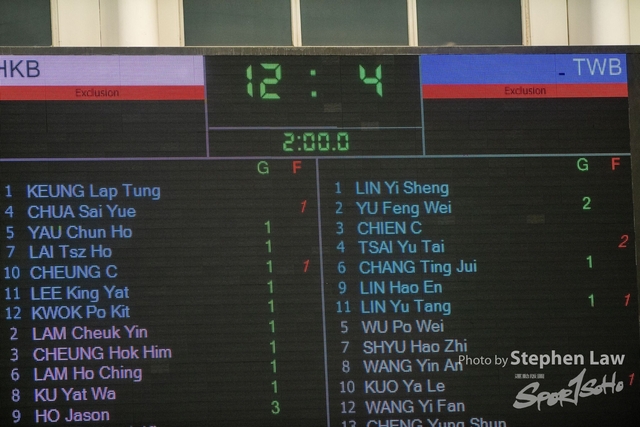 HKB
12 : 4
TWB
Exclusion
Exclusion
2:00.0
G F
G F
1 KEUNG Lap Tung
4 CHUA Sai Yue 1
5 YAU Chun Ho 1
7 LAI Tsz Ho 1
10 CHEUNG C 1 1
11 LEE King Yat 1
12 KWOK Po Kit 1
2 LAM Cheuk Yin 1
3 CHEUNG Hok Him 1
6 LAM Ho Ching 1
8 KU Yat Wa 1
9 HO Jason 3
1 LIN Yi Sheng
2 YU Feng Wei 2
3 CHIEN C
4 TSAI Yu Tai 2
6 CHANG Ting Jui 1
9 LIN Hao En
11 LIN Yu Tang 1 1
5 WU Po Wei
7 SHYU Hao Zhi
8 WANG Yin An
10 KUO Ya Le 1
12 WANG Yi Fan
13 CHENG Yung Shun
Photo by Stephen Law
Spor1SoHo